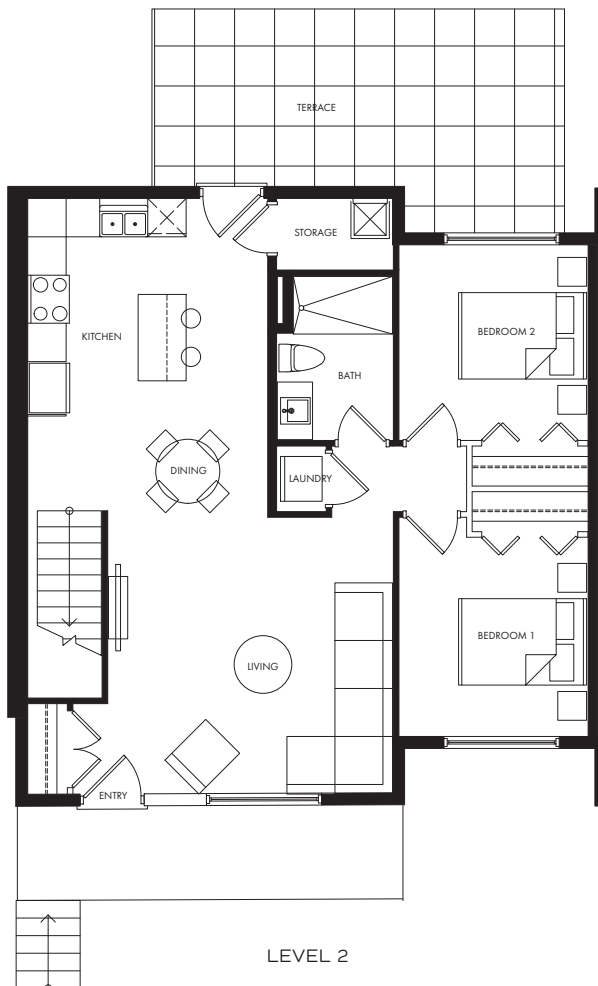 TERRACE
STORAGE
KITCHEN
BEDROOM 2
BATH
DINING
LAUNDRY
BEDROOM 1
LIVING
ENTRY
LEVEL 2